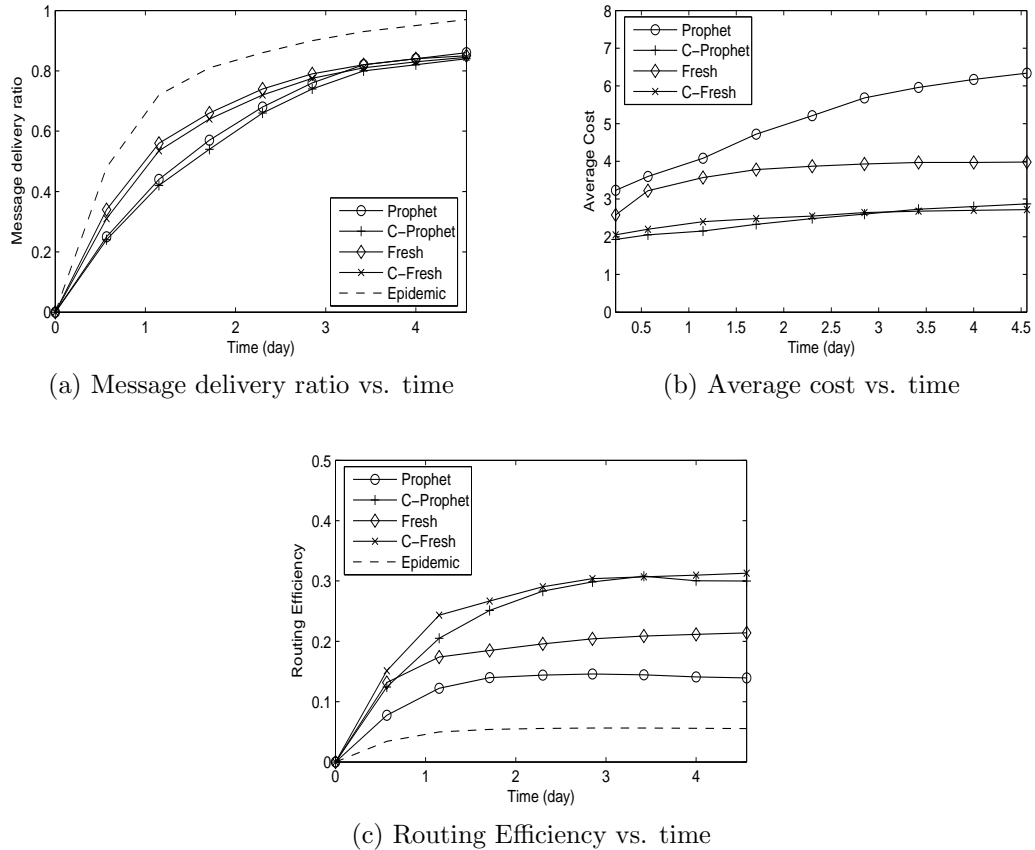 1
0.8
0.6
0.4
0.2
0
Message delivery ratio
Prophet
C-Prophet
Fresh
C-Fresh
Epidemic
0 1 2 3 4
Time (day)
(a) Message delivery ratio vs. time
8
7
6
5
4
3
2
1
0
Average Cost
Prophet
C-Prophet
Fresh
C-Fresh
0.5 1 1.5 2 2.5 3 3.5 4 4.5
Time (day)
(b) Average cost vs. time
0.5
0.4
0.3
0.2
0.1
0
Routing Efficiency
Prophet
C-Prophet
Fresh
C-Fresh
Epidemic
0 1 2 3 4
Time (day)
(c) Routing Efficiency vs. time